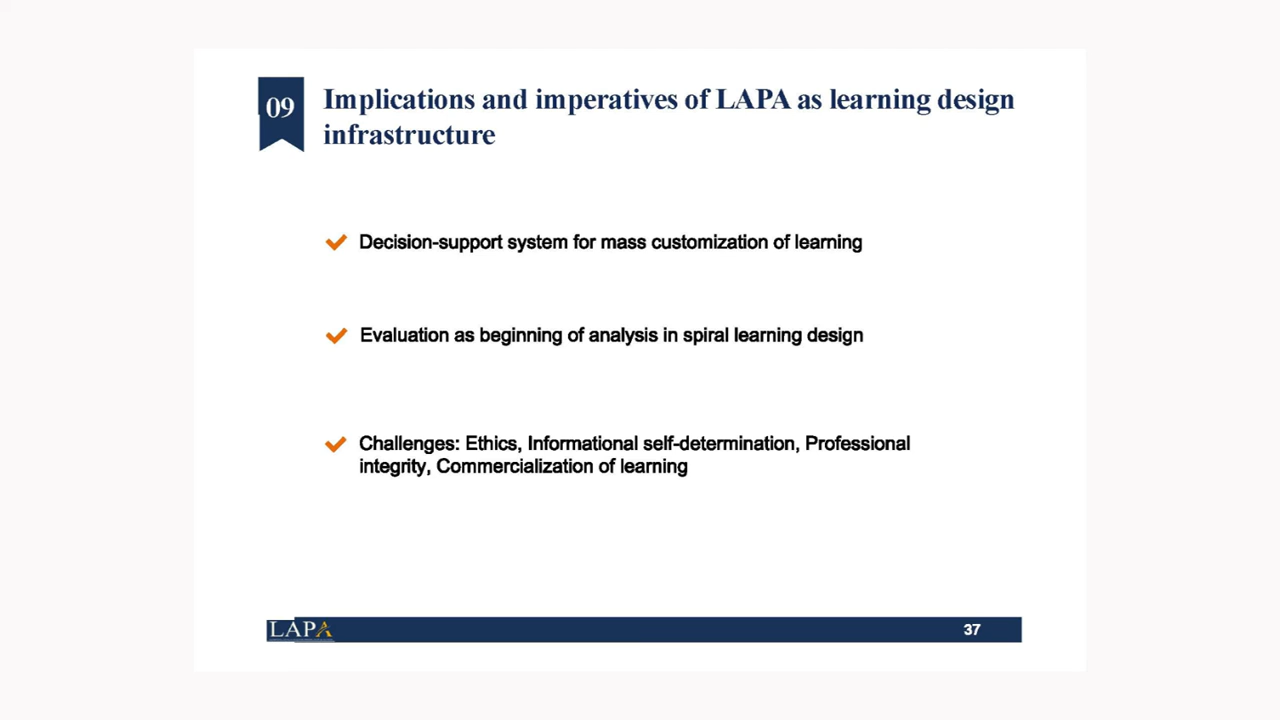 09
Implications and imperatives of LAPA as learning design
infrastructure
Decision-support system for mass customization of learning
Evaluation as beginning of analysis in spiral learning design
Challenges: Ethics, Informational self-determination, Professional
integrity, Commercialization of learning
LAPA
37